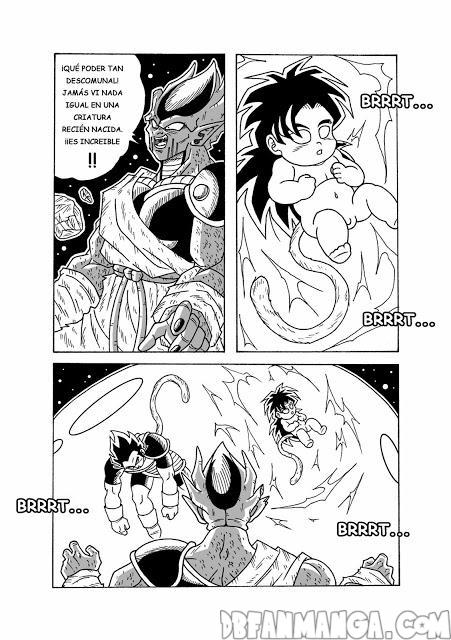 ¡QUÉ PODER TAN
DESCOMUNAL!
JAMÁS VI NADA
IGUAL EN UNA
CRIATURA
RECIÉN NACIDA.
¡¡ES INCREIBLE
!!
BRRRT...
BRRRT...
BRRRT...
BRRRT...
DBFANMANGA.COM